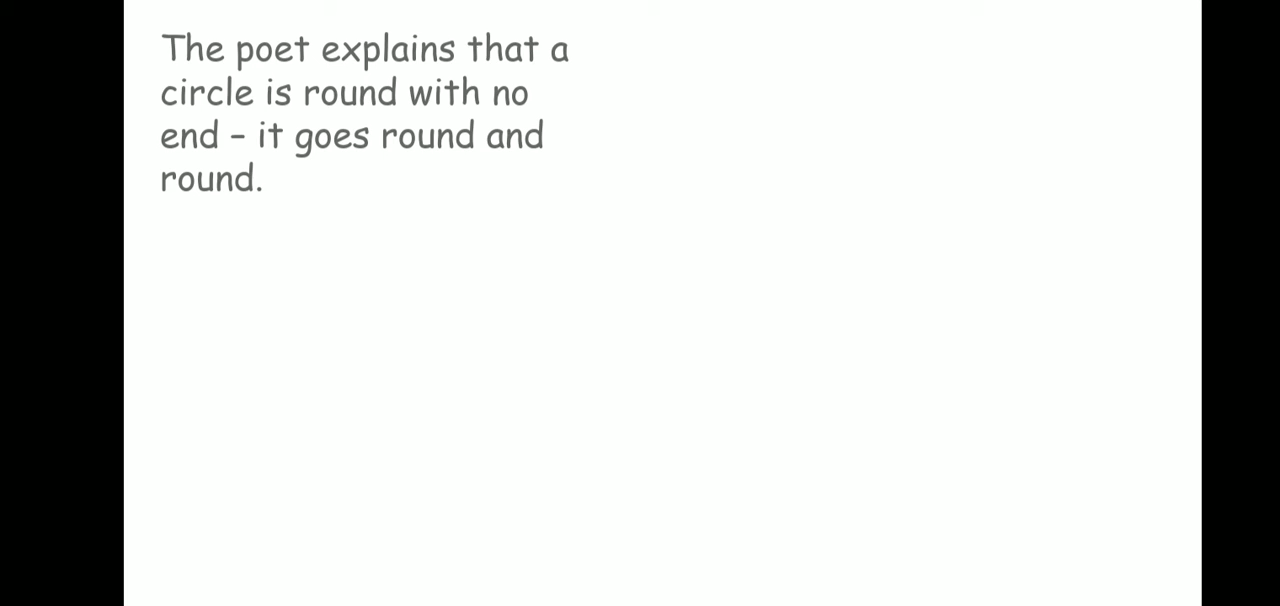 The poet explains that a
circle is round with no
end – it goes round and
round.